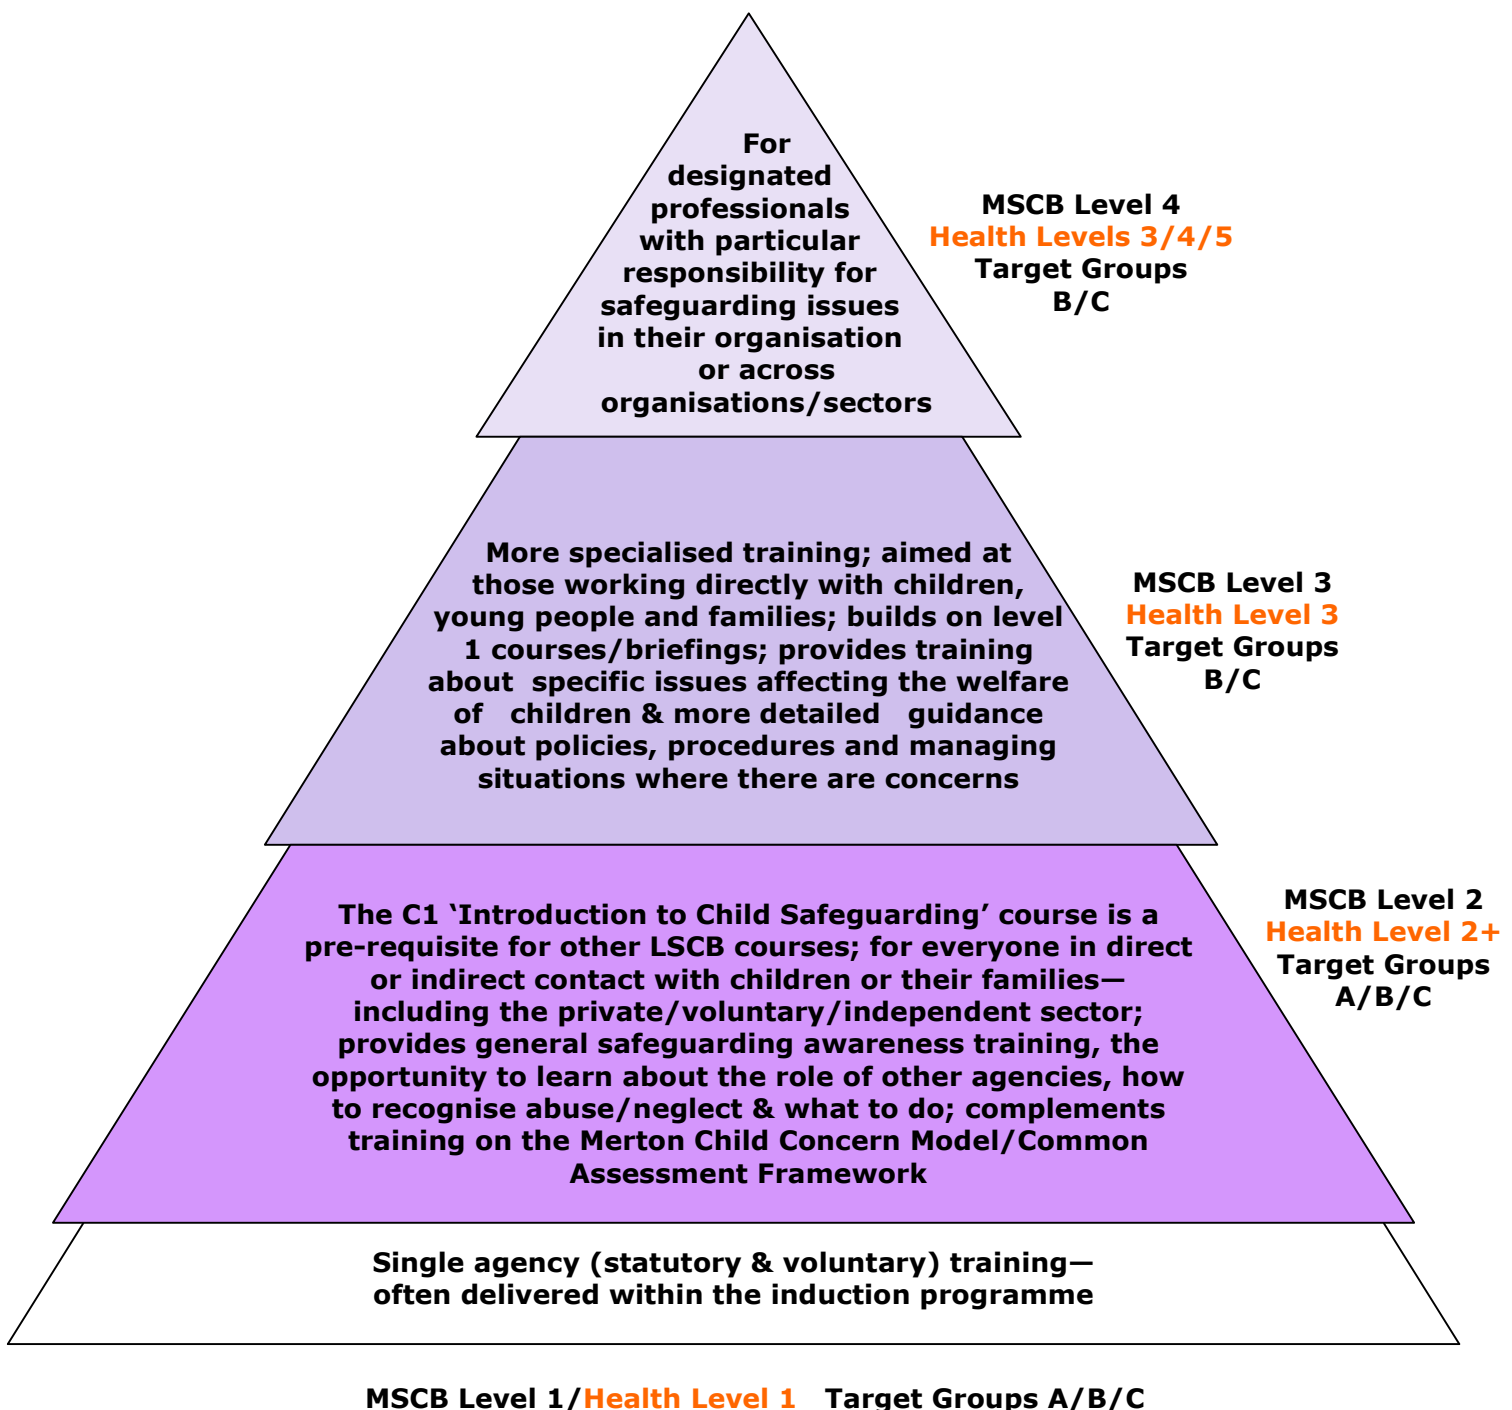 For
designated
professionals
with particular
responsibility for
safeguarding issues
in their organisation
or across
organisations/sectors
MSCB Level 4
Health Levels 3/4/5
Target Groups
B/C
More specialised training; aimed at
those working directly with children,
young people and families; builds on level
1 courses/briefings; provides training
about specific issues affecting the welfare
of children & more detailed guidance
about policies, procedures and managing
situations where there are concerns
MSCB Level 3
Health Level 3
Target Groups
B/C
The C1 ‘Introduction to Child Safeguarding’ course is a
pre-requisite for other LSCB courses; for everyone in direct
or indirect contact with children or their families—
including the private/voluntary/independent sector;
provides general safeguarding awareness training, the
opportunity to learn about the role of other agencies, how
to recognise abuse/neglect & what to do; complements
training on the Merton Child Concern Model/Common
Assessment Framework
MSCB Level 2
Health Level 2+
Target Groups
A/B/C
Single agency (statutory & voluntary) training—
often delivered within the induction programme
MSCB Level 1/Health Level 1 Target Groups A/B/C